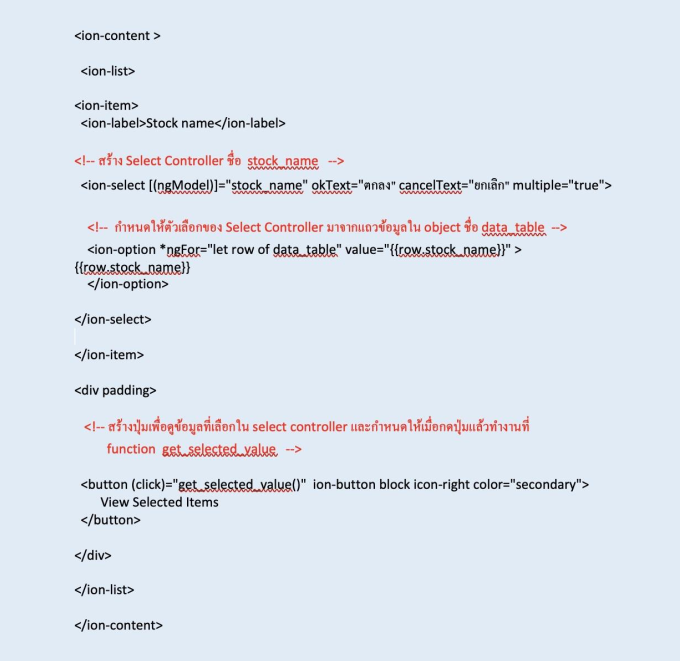 <ion-content >
<ion-list>
<ion-item>
<ion-label>Stock name</ion-label>
<!-- สร้าง Select Controller ชื่อ stock_name -->
<ion-select [(ngModel)]="stock_name" okText="ตกลง" cancelText="ยกเลิก" multiple="true">
<!-- กำหนดให้ตัวเลือกของ Select Controller มาจากแถวข้อมูลใน object ชื่อ data_table -->
<ion-option *ngFor="let row of data_table" value="{{row.stock_name}}" >
{{row.stock_name}}
</ion-option>
</ion-select>
</ion-item>
<div padding>
<!-- สร้างปุ่มเพื่อดูข้อมูลที่เลือกใน select controller และกำหนดให้เมื่อกดปุ่มแล้วทำงานที่
function get_selected_value -->
<button (click)="get_selected_value()" ion-button block icon-right color="secondary">
View Selected Items
</button>
</div>
</ion-list>
</ion-content>